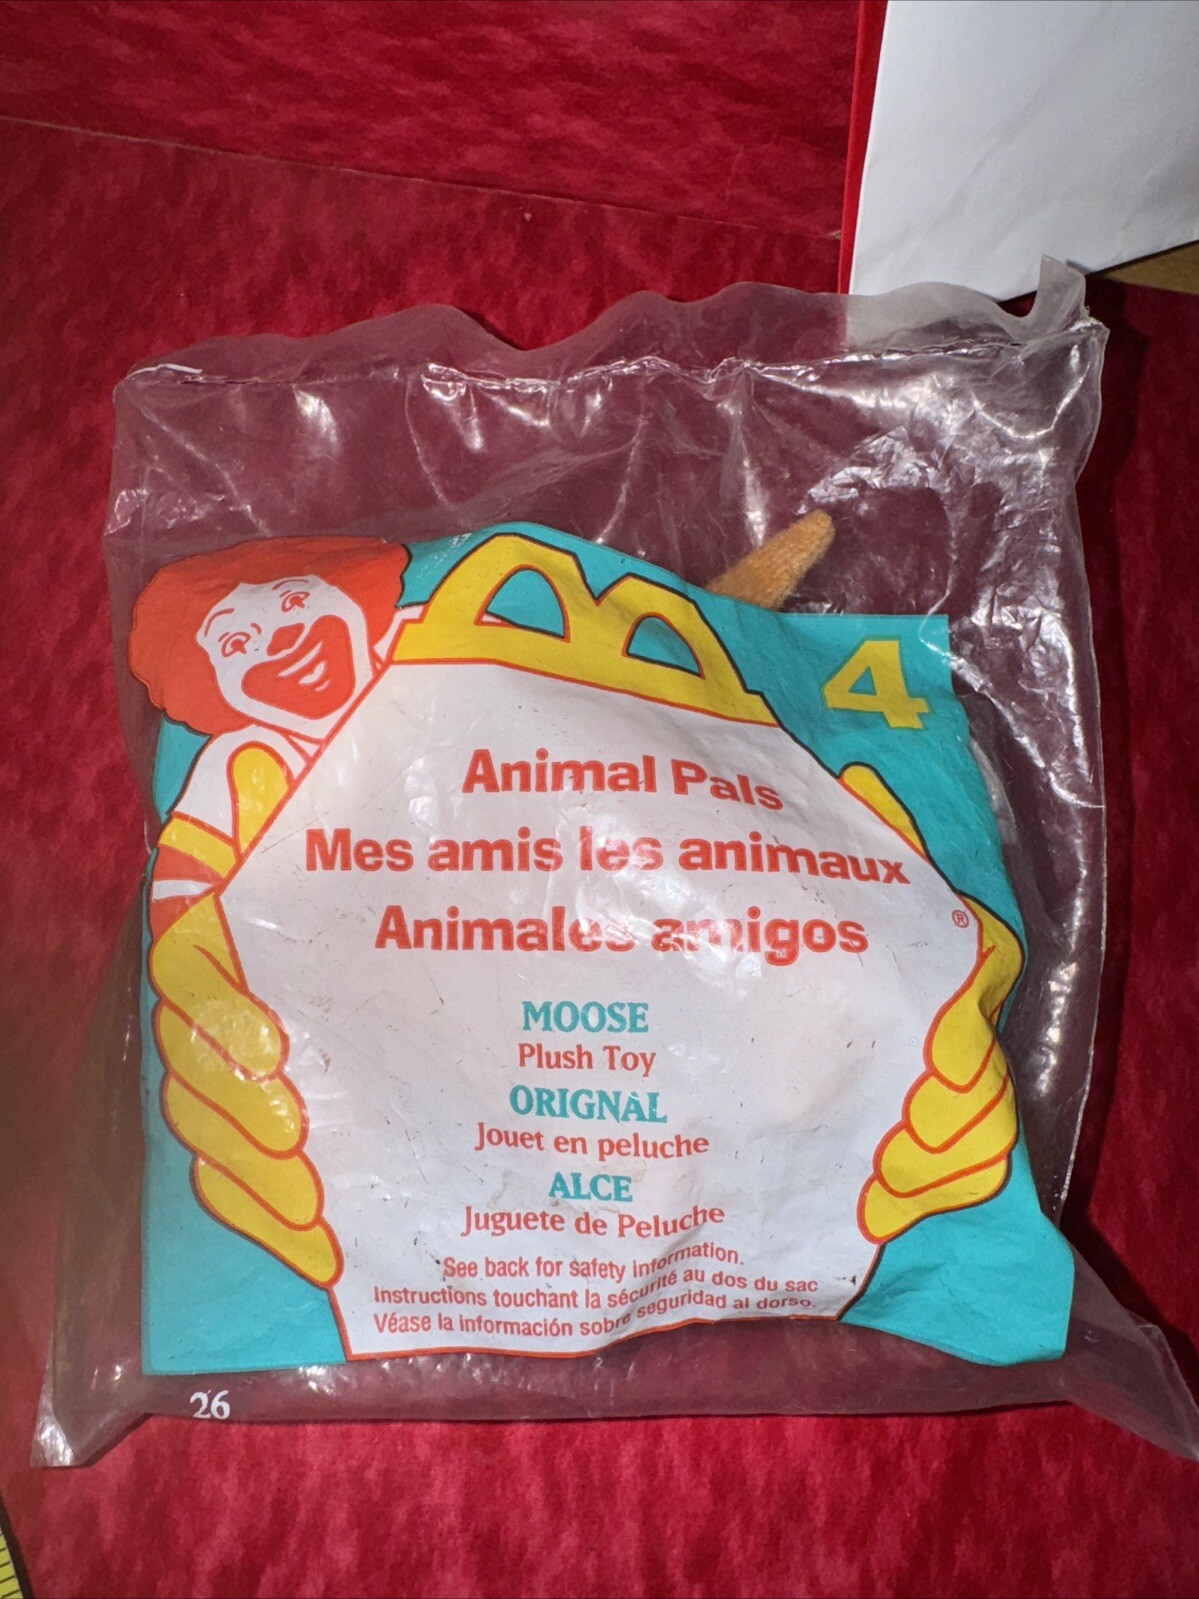 4
Animal Pals
Mes amis les animaux
Animales amigos
®
MOOSE
Plush Toy
ORIGNAL
Jouet en peluche
ALCE
Juguete de Peluche
See back for safety information.
Instructions touchant la sécurité au dos du sac
Véase la información sobre seguridad al dorso.
26